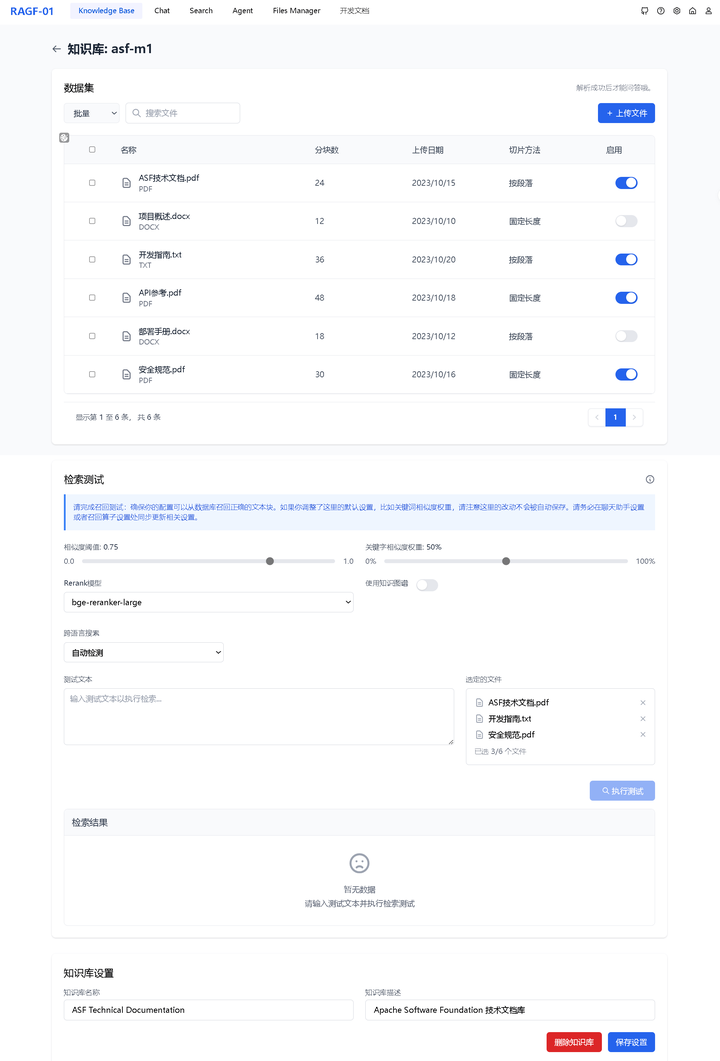 RAGF-01 Knowledge Base Chat Search Agent Files Manager 开发文档
← 知识库: asf-m1
数据集
解析成功后才能问答哦。
批量 搜索文件 + 上传文件
名称 分块数 上传日期 切片方法 启用
ASF技术文档.pdf
PDF
24 2023/10/15 按段落
项目概述.docx
DOCX
12 2023/10/10 固定长度
开发指南.txt
TXT
36 2023/10/20 按段落
API参考.pdf
PDF
48 2023/10/18 固定长度
部署手册.docx
DOCX
18 2023/10/12 按段落
安全规范.pdf
PDF
30 2023/10/16 固定长度
显示第 1 至 6 条， 共 6 条
1
检索测试
请完成召回测试：确保你的配置可以从数据库召回正确的文本块。如果你调整了这里的默认设置，比如关键词相似度权重，请注意这里的改动不会被自动保存。请务必在聊天助手设置
或者召回算子设置处同步更新相关设置。
相似度阈值: 0.75 关键字相似度权重: 50%
0.0 1.0 0% 100%
Rerank模型 使用知识图谱
bge-reranker-large
跨语言搜索
自动检测
测试文本
输入测试文本以执行检索...
选定的文件
ASF技术文档.pdf ×
开发指南.txt ×
安全规范.pdf ×
已选 3/6 个文件
执行测试
检索结果
暂无数据
请输入测试文本并执行检索测试
知识库设置
知识库名称 知识库描述
ASF Technical Documentation Apache Software Foundation 技术文档库
删除知识库 保存设置